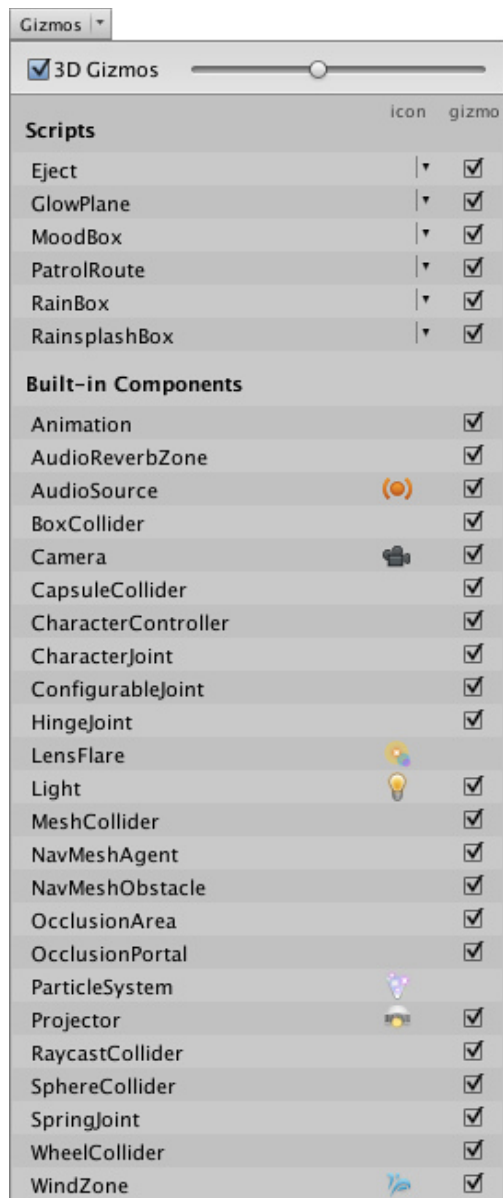 Gizmos
3D Gizmos
icon gizmo
Scripts
Eject
GlowPlane
MoodBox
PatrolRoute
RainBox
RainsplashBox
Built-in Components
Animation
AudioReverbZone
AudioSource
BoxCollider
Camera
CapsuleCollider
CharacterController
CharacterJoint
ConfigurableJoint
HingeJoint
LensFlare
Light
MeshCollider
NavMeshAgent
NavMeshObstacle
OcclusionArea
OcclusionPortal
ParticleSystem
Projector
RaycastCollider
SphereCollider
SpringJoint
WheelCollider
WindZone